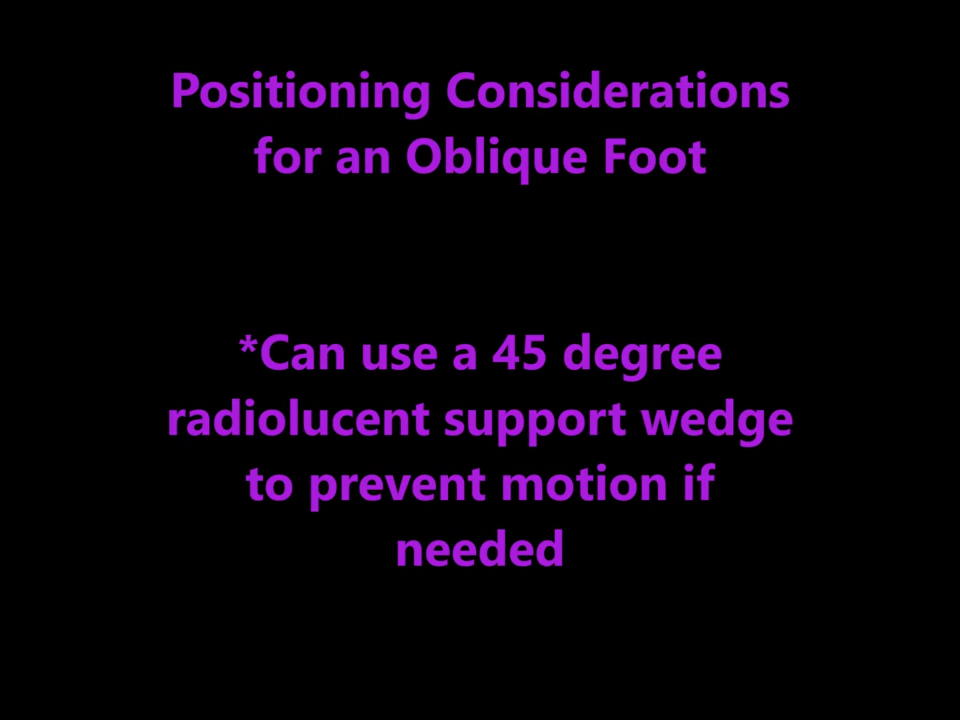 Positioning Considerations
for an Oblique Foot
*Can use a 45 degree
radiolucent support wedge
to prevent motion if
needed